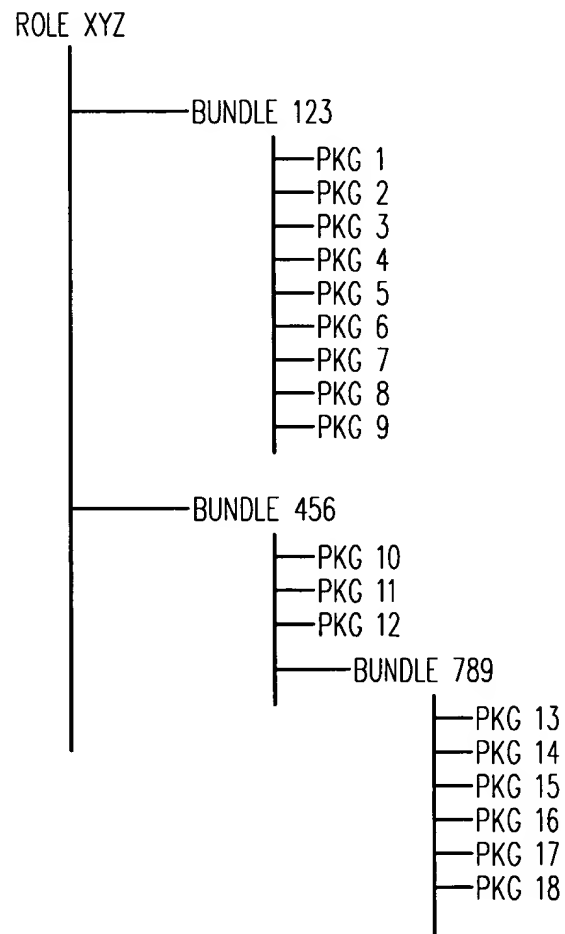 ROLE XYZ
BUNDLE 123
PKG 1
PKG 2
PKG 3
PKG 4
PKG 5
PKG 6
PKG 7
PKG 8
PKG 9
BUNDLE 456
PKG 10
PKG 11
PKG 12
BUNDLE 789
PKG 13
PKG 14
PKG 15
PKG 16
PKG 17
PKG 18